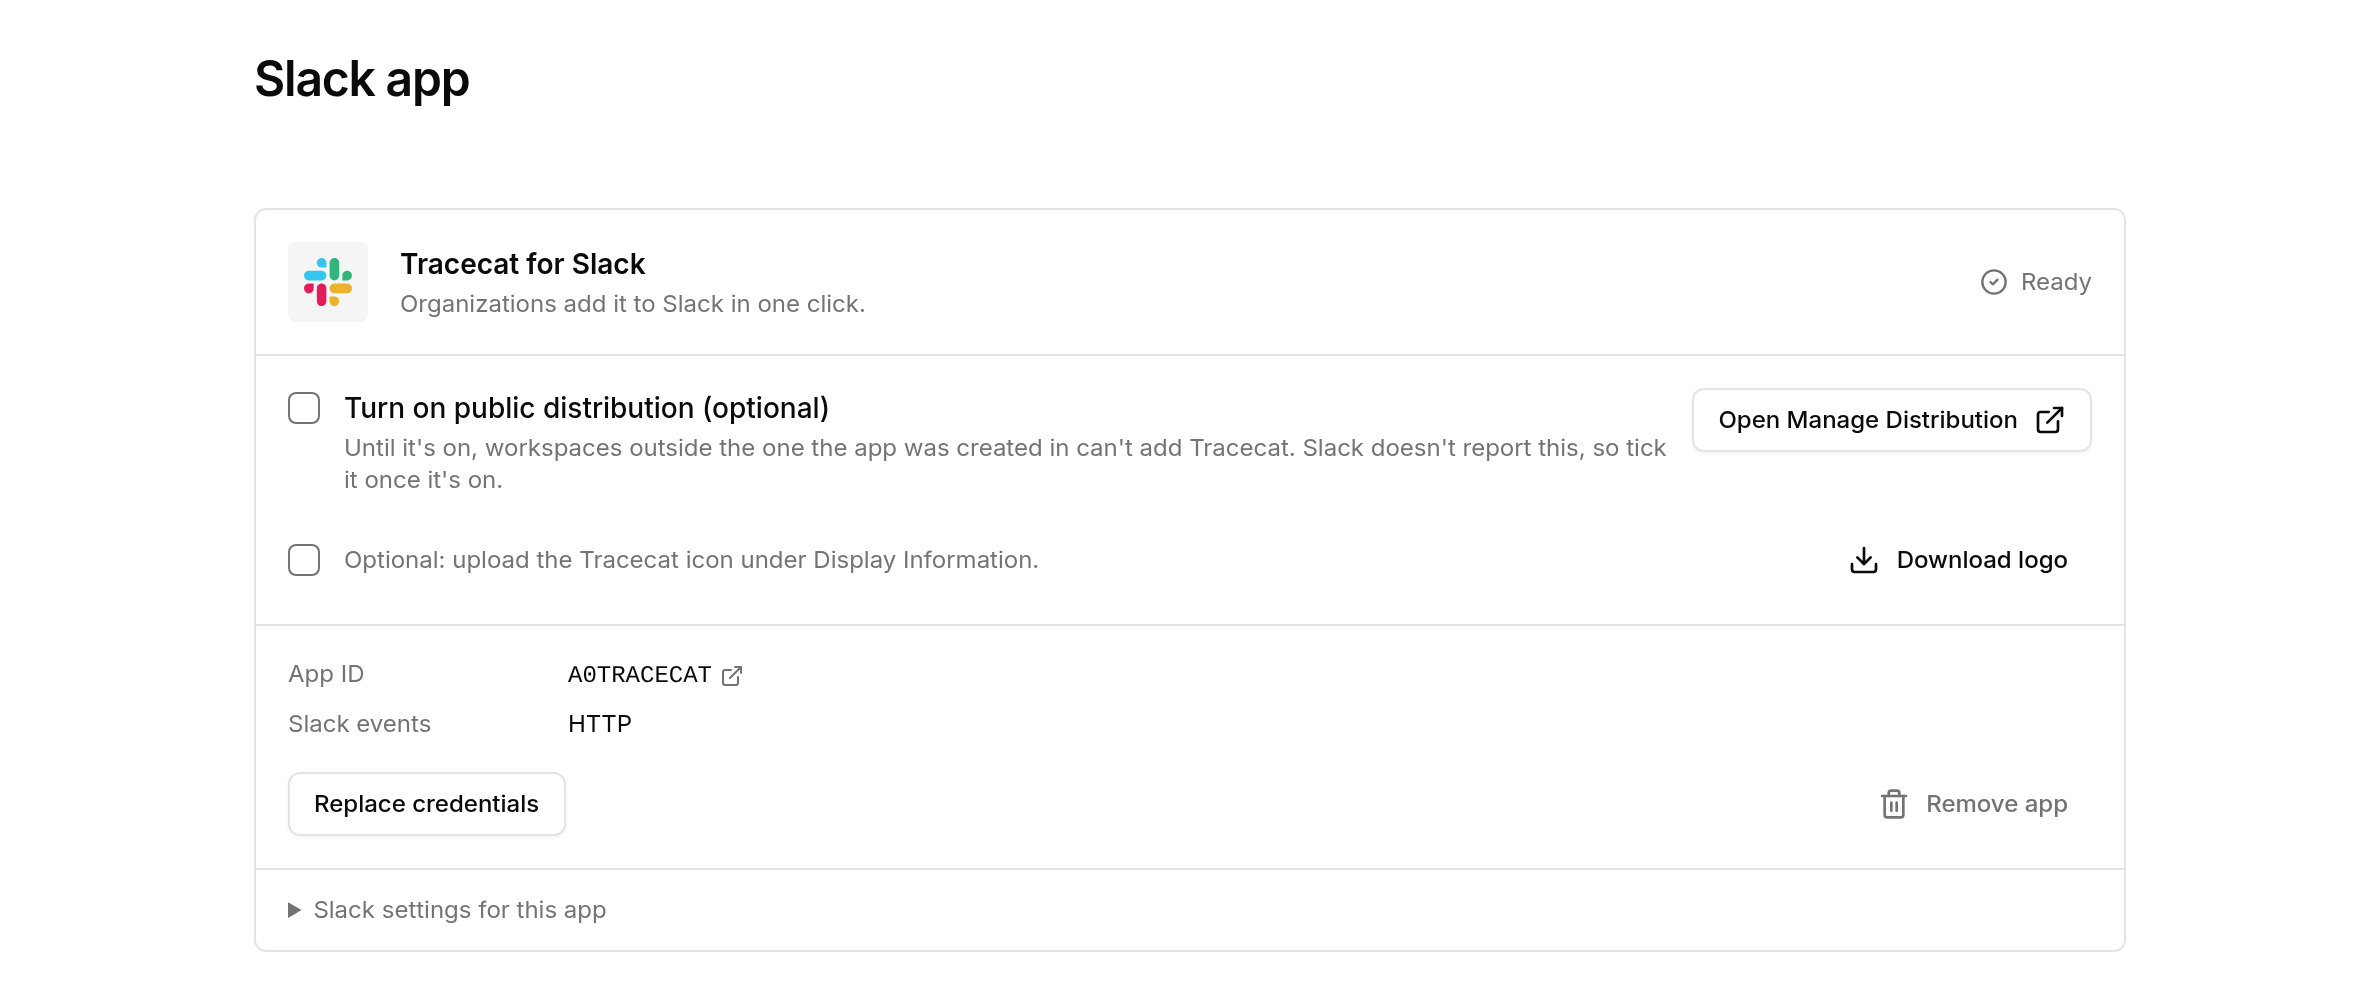 Slack app
Tracecat for Slack
Organizations add it to Slack in one click.
Ready
Turn on public distribution (optional)
Until it's on, workspaces outside the one the app was created in can't add Tracecat. Slack doesn't report this, so tick
it once it's on.
Open Manage Distribution
Optional: upload the Tracecat icon under Display Information.
Download logo
App ID A0TRACECAT
Slack events HTTP
Replace credentials
Remove app
Slack settings for this app